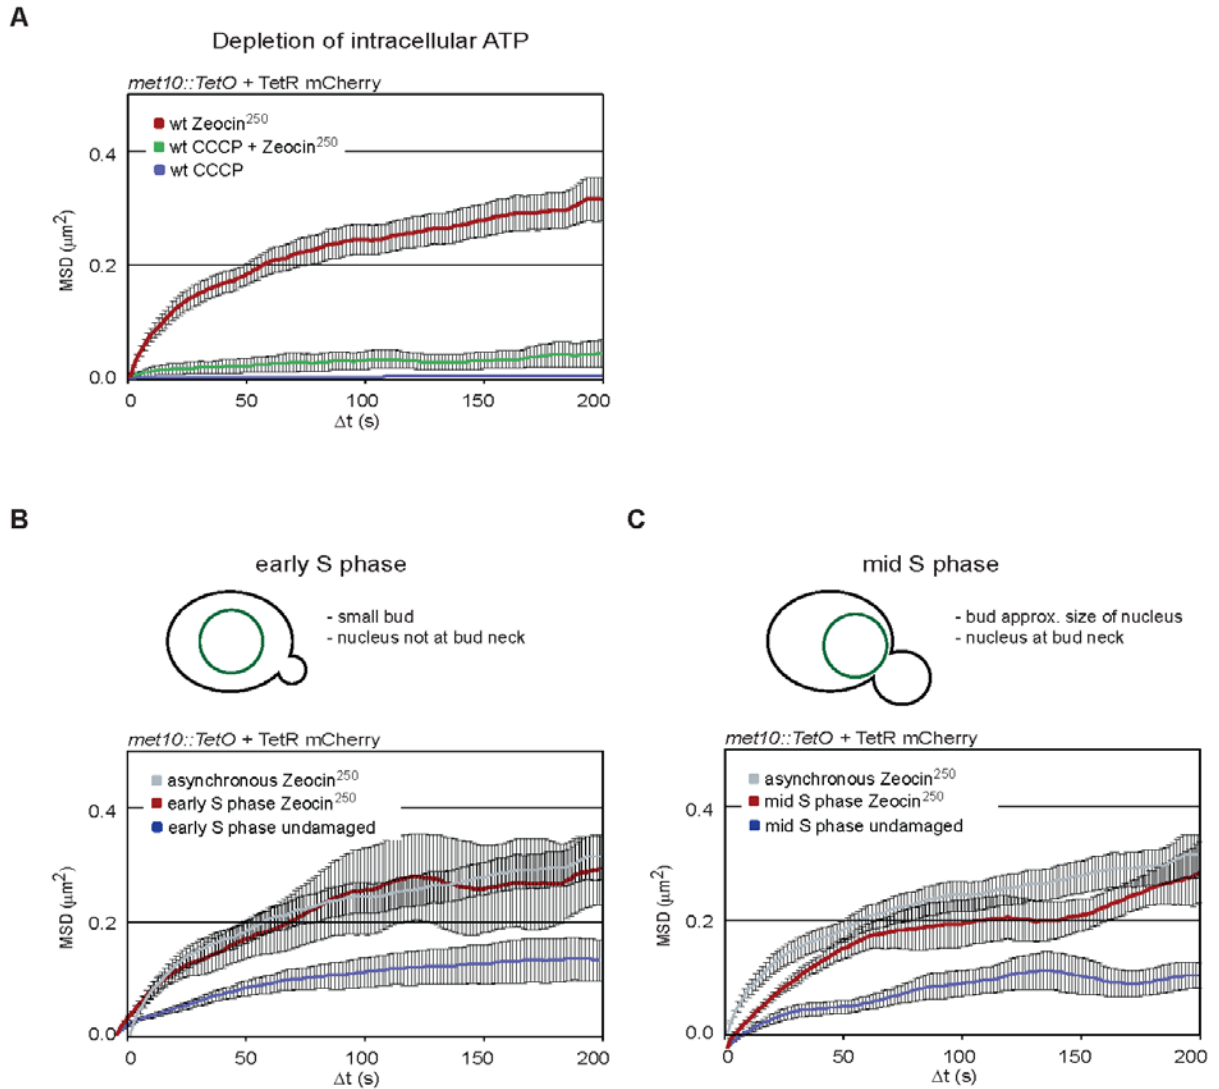 A
Depletion of intracellular ATP
met10::TetO + TetR mCherry
wt Zeocin250
wt CCCP + Zeocin250
wt CCCP
0.4
0.2
0.0
MSD (μm2)
0 50 100 150 200
Δt (s)
B
early S phase
- small bud
- nucleus not at bud neck
met10::TetO + TetR mCherry
asynchronous Zeocin250
early S phase Zeocin250
early S phase undamaged
0.4
0.2
0.0
MSD (μm2)
0 50 100 150 200
Δt (s)
C
mid S phase
- bud approx. size of nucleus
- nucleus at bud neck
met10::TetO + TetR mCherry
asynchronous Zeocin250
mid S phase Zeocin250
mid S phase undamaged
0.4
0.2
0.0
MSD (μm2)
0 50 100 150 200
Δt (s)